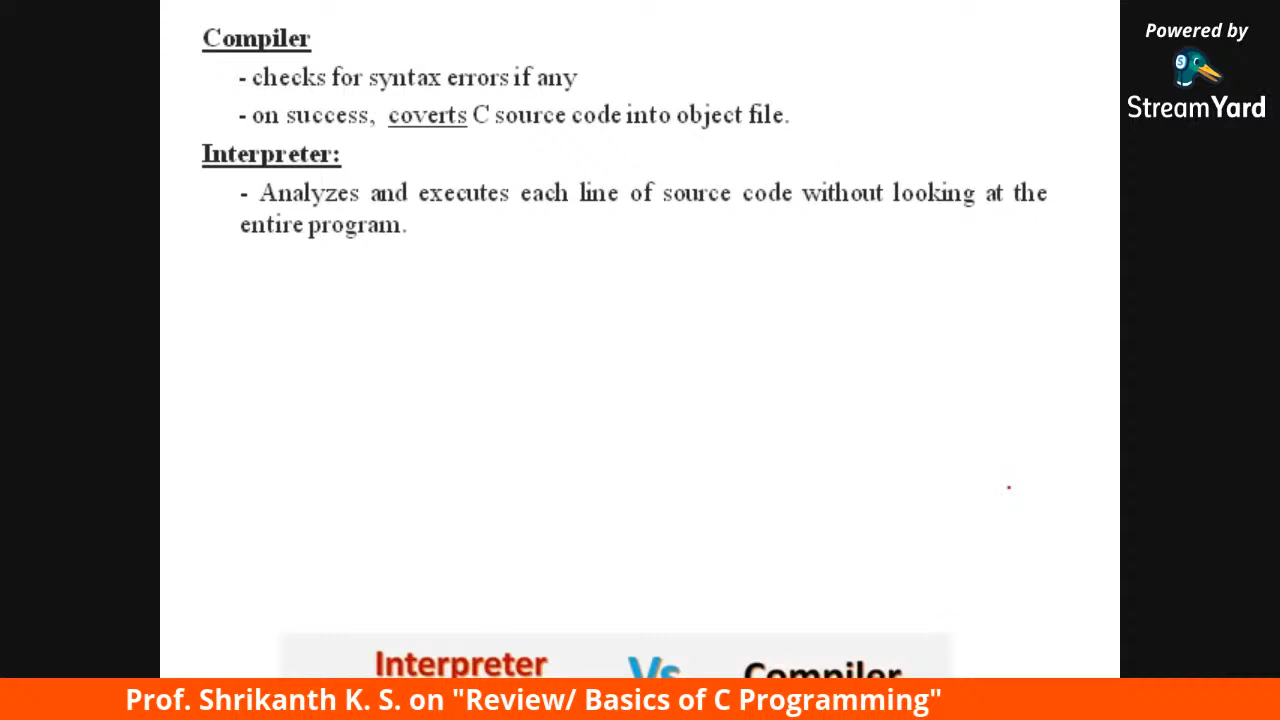 Compiler
- checks for syntax errors if any
- on success, coverts C source code into object file.
Interpreter:
- Analyzes and executes each line of source code without looking at the
entire program.
Interpreter Vs Compiler
Powered by
StreamYard
Prof. Shrikanth K. S. on "Review/ Basics of C Programming"